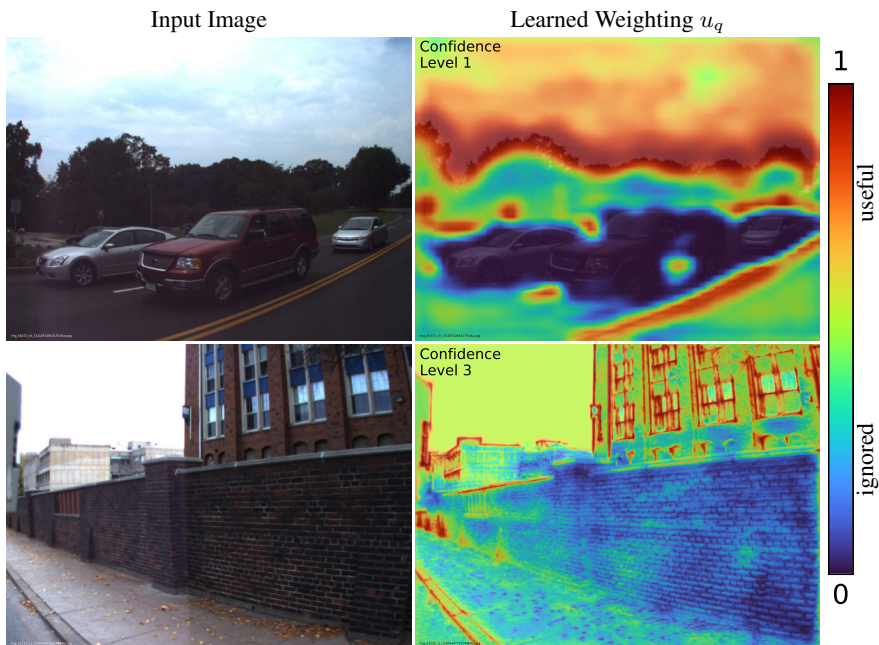 Input Image
Learned Weighting u_q
Confidence
Level 1
1
useful
Confidence
Level 3
ignored
0